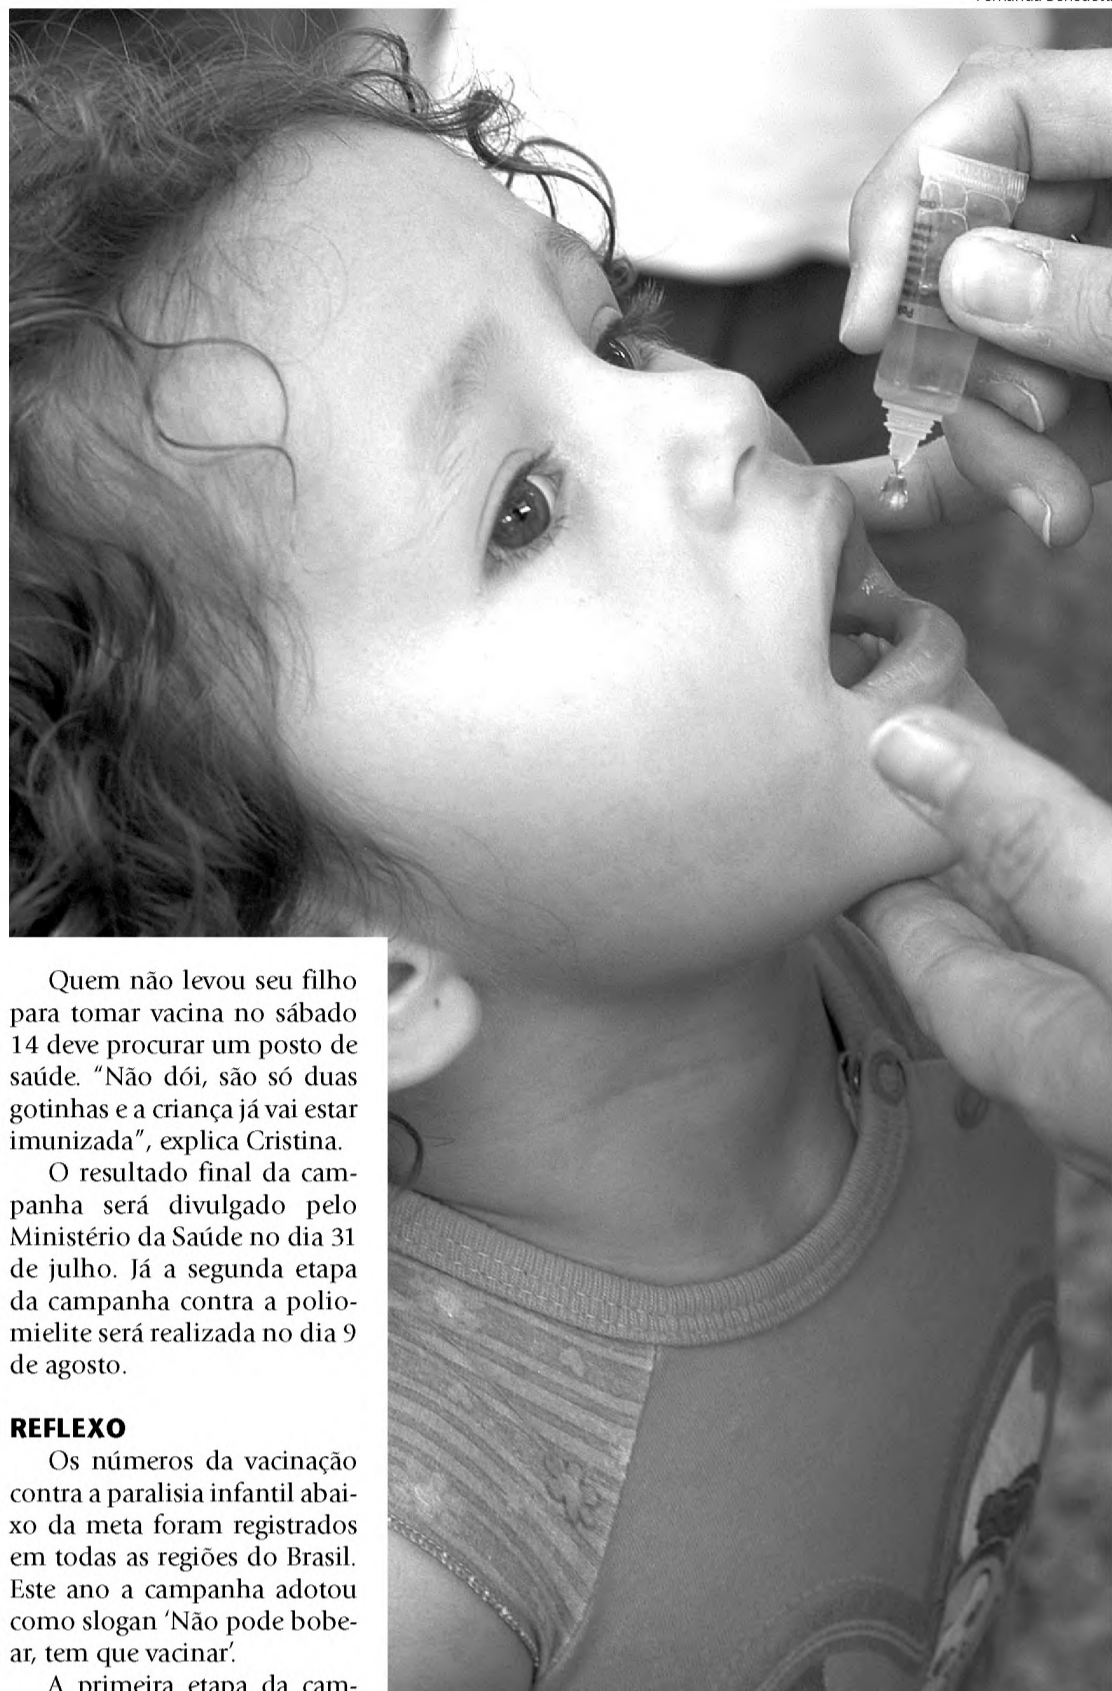 Quem não levou seu filho
para tomar vacina no sábado
14 deve procurar um posto de
saúde. “Não dói, são só duas
gotinhas e a criança já vai estar
imunizada”, explica Cristina.
O resultado final da cam-
panha será divulgado pelo
Ministério da Saúde no dia 31
de julho. Já a segunda etapa
da campanha contra a polio-
mielite será realizada no dia 9
de agosto.
REFLEXO
Os números da vacinação
contra a paralisia infantil abai-
xo da meta foram registrados
em todas as regiões do Brasil.
Este ano a campanha adotou
como slogan ‘Não pode bobe-
ar, tem que vacinar’.
A primeira etapa da cam-